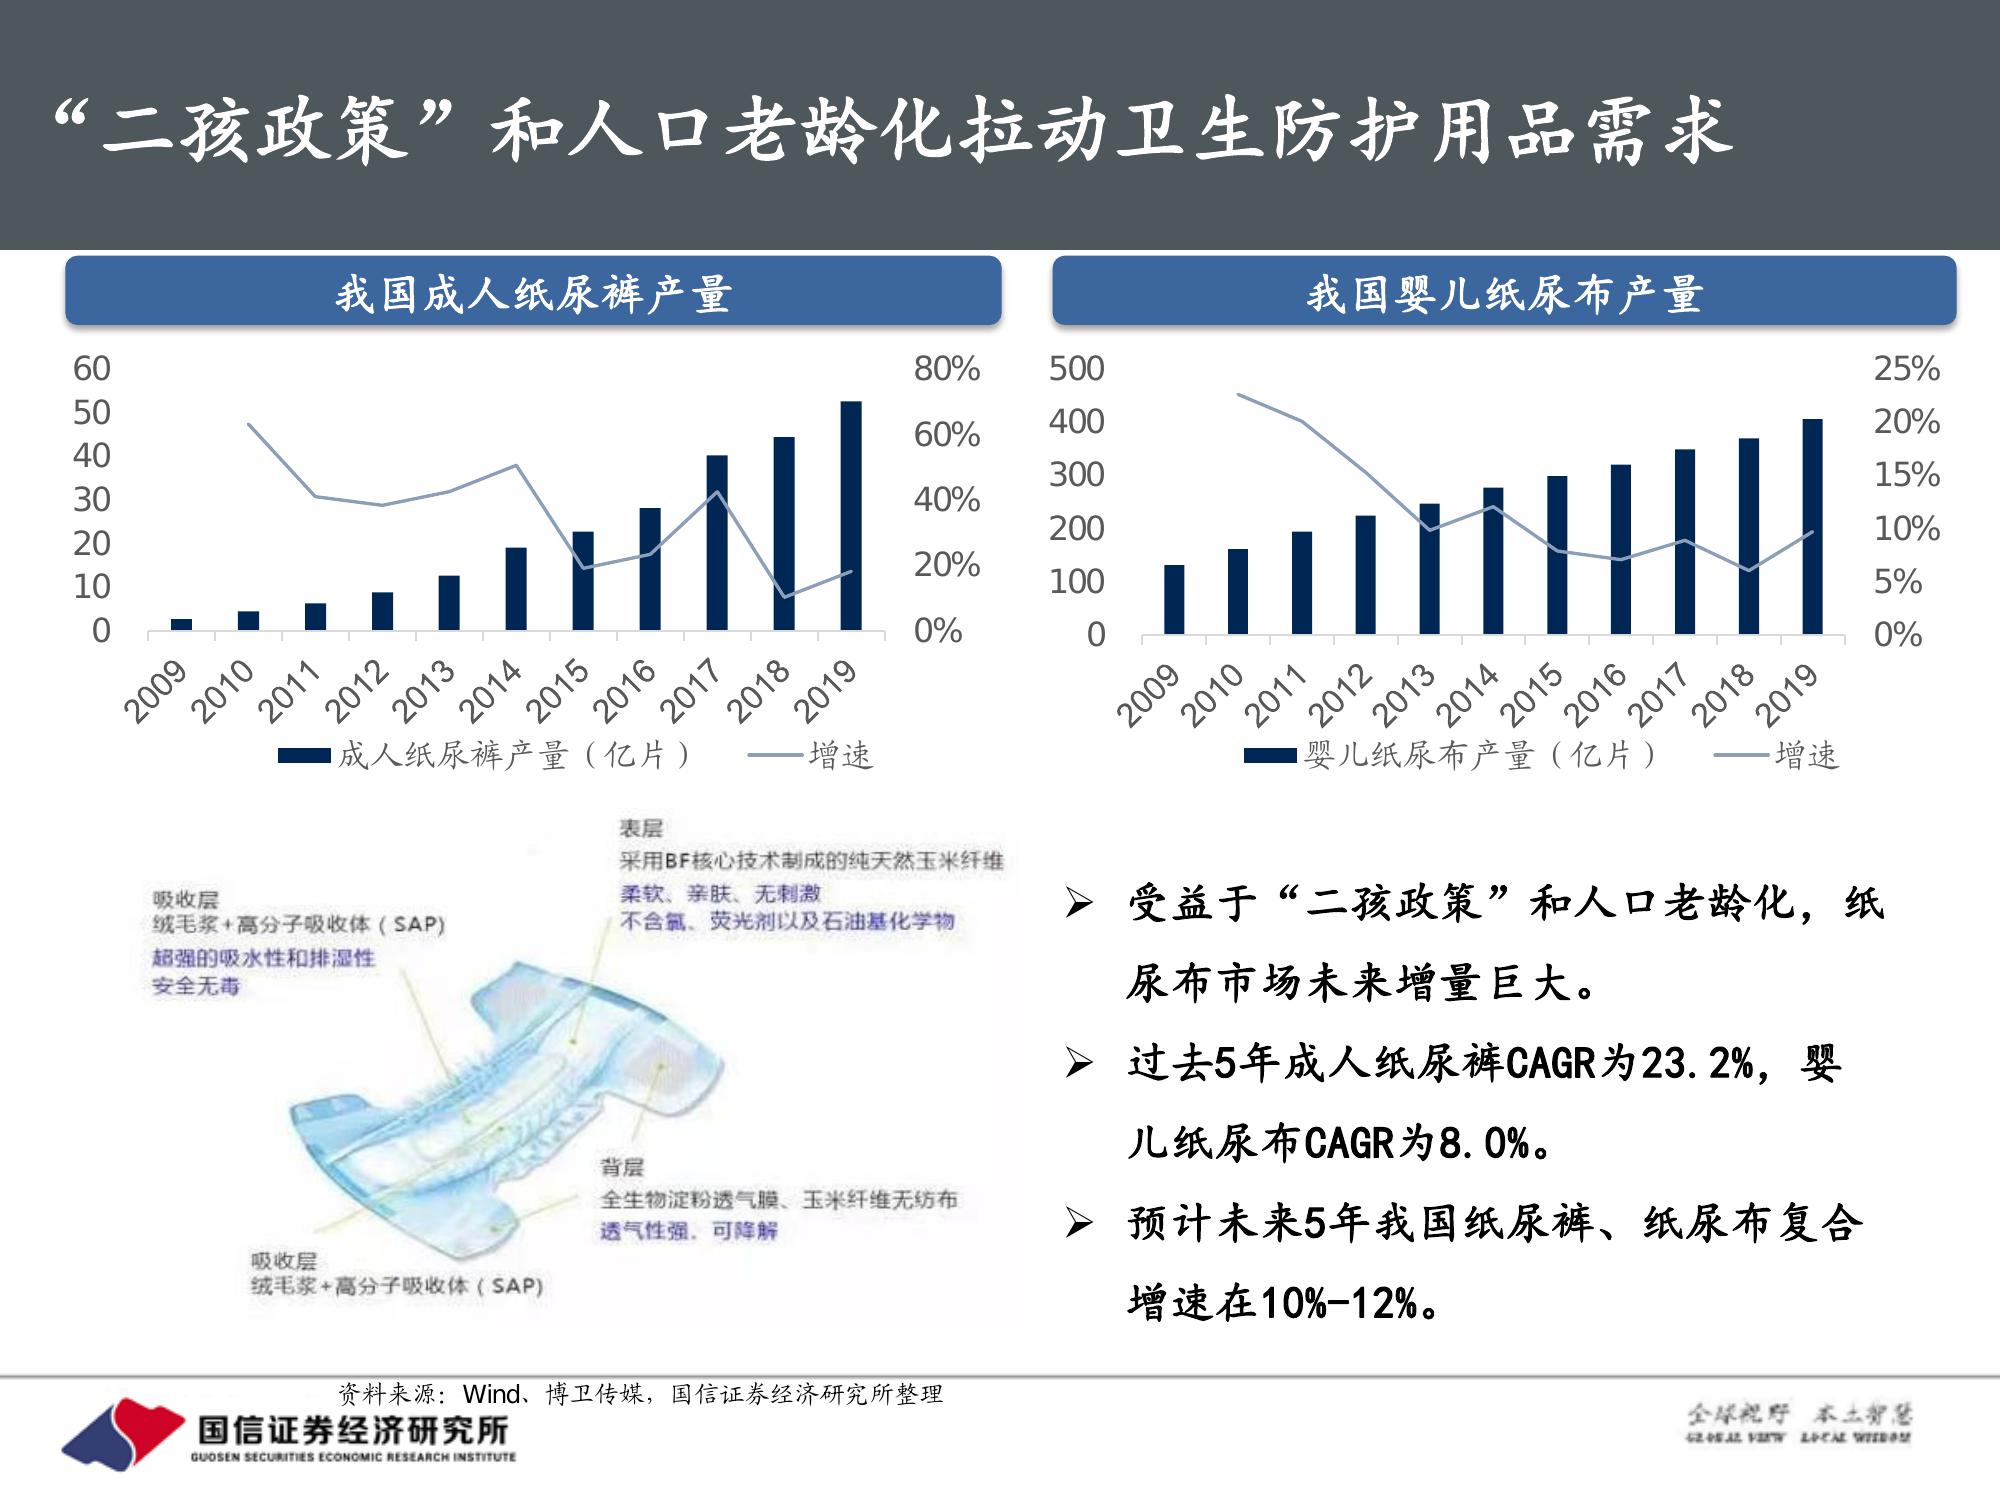 “二孩政策”和人口老龄化拉动卫生防护用品需求
我国成人纸尿裤产量
60
50
40
30
20
10
0
80%
60%
40%
20%
0%
2009 2010 2011 2012 2013 2014 2015 2016 2017 2018 2019
成人纸尿裤产量（亿片） 增速
我国婴儿纸尿布产量
500
400
300
200
100
0
25%
20%
15%
10%
5%
0%
2009 2010 2011 2012 2013 2014 2015 2016 2017 2018 2019
婴儿纸尿布产量（亿片） 增速
表层
采用BF核心技术制成的纯天然玉米纤维
柔软、亲肤、无刺激
不含氯、荧光剂以及石油基化学物
吸收层
绒毛浆+高分子吸收体（SAP)
超强的吸水性和排湿性
安全无毒
背层
全生物淀粉透气膜、玉米纤维无纺布
透气性强、可降解
吸收层
绒毛浆+高分子吸收体（SAP)
➢ 受益于“二孩政策”和人口老龄化，纸
尿布市场未来增量巨大。
➢ 过去5年成人纸尿裤CAGR为23.2%，婴
儿纸尿布CAGR为8.0%。
➢ 预计未来5年我国纸尿裤、纸尿布复合
增速在10%-12%。
资料来源：Wind、博卫传媒，国信证券经济研究所整理
国信证券经济研究所
GUOSEN SECURITIES ECONOMIC RESEARCH INSTITUTE
全球视野 本土智慧
GLOBAL VIEW LOCAL WISDOM